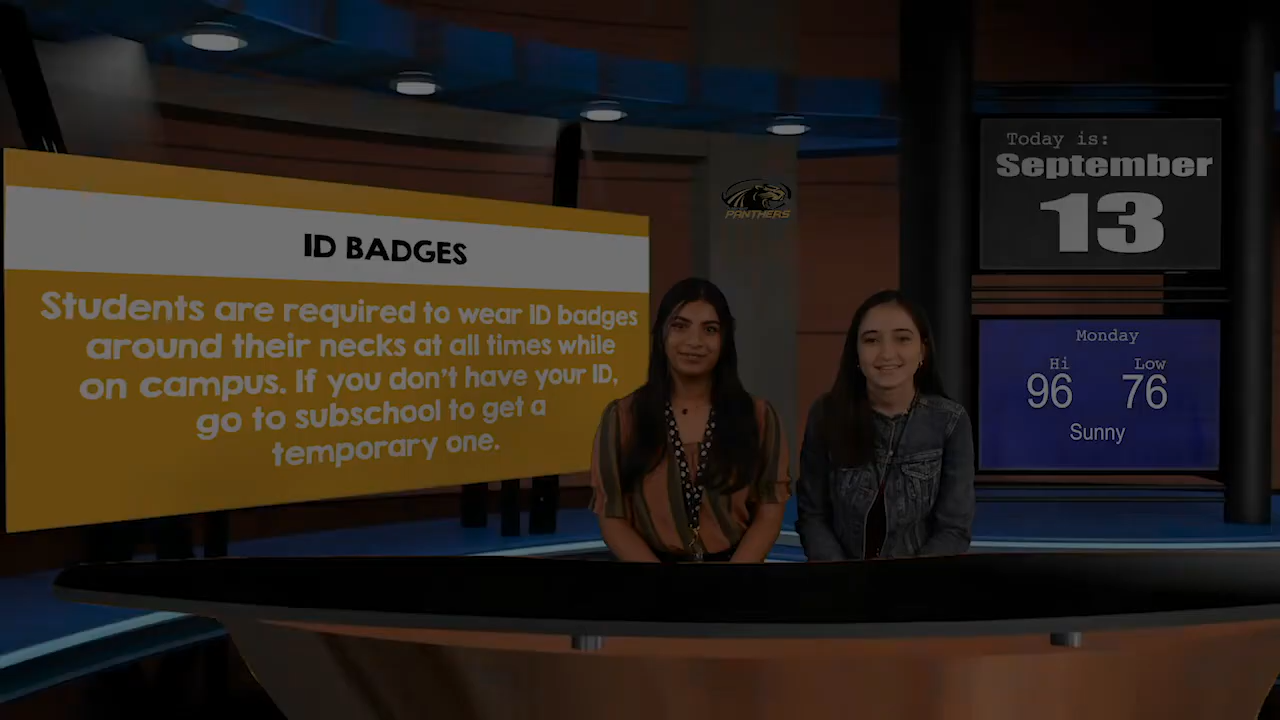 ID BADGES
Students are required to wear ID badges
around their necks at all times while
on campus. If you don't have your ID,
go to subschool to get a
temporary one.
PANTHERS
Today is:
September
13
Monday
Hi Low
96 76
Sunny